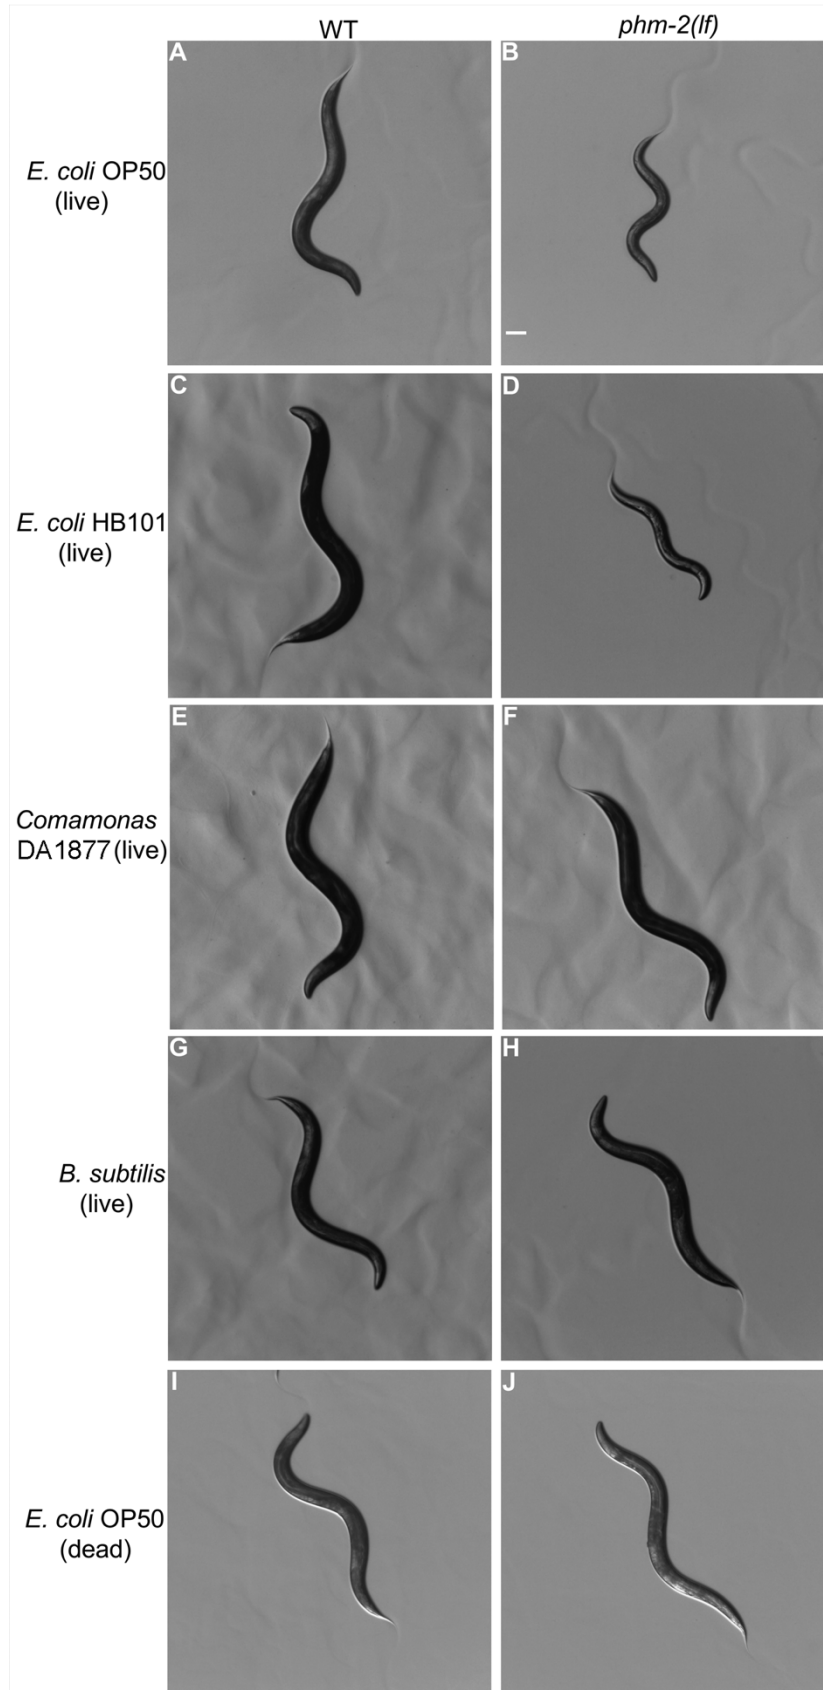 WT phm-2(lf)
A B
E. coli OP50
(live)
C D
E. coli HB101
(live)
E F
Comamonas
DA1877 (live)
G H
B. subtilis
(live)
I J
E. coli OP50
(dead)